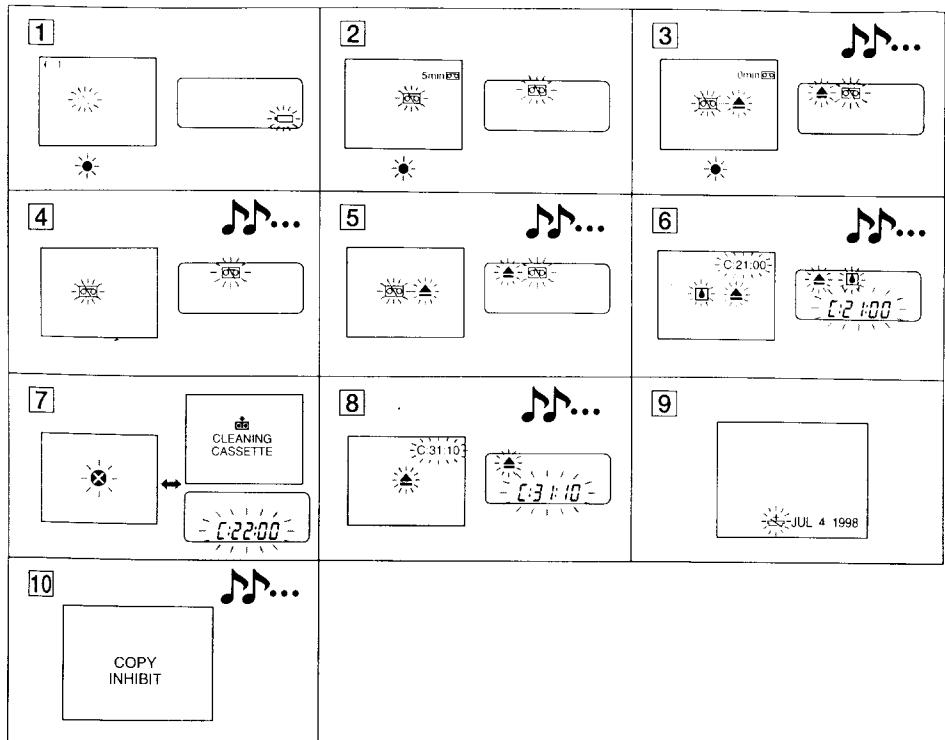 1
2
5min
3
0min
4
5
6
C:21:00
C:21:00
7
CLEANING
CASSETTE
C:22:00
8
C:31:10
C:31:10
9
JUL 4 1998
10
COPY
INHIBIT